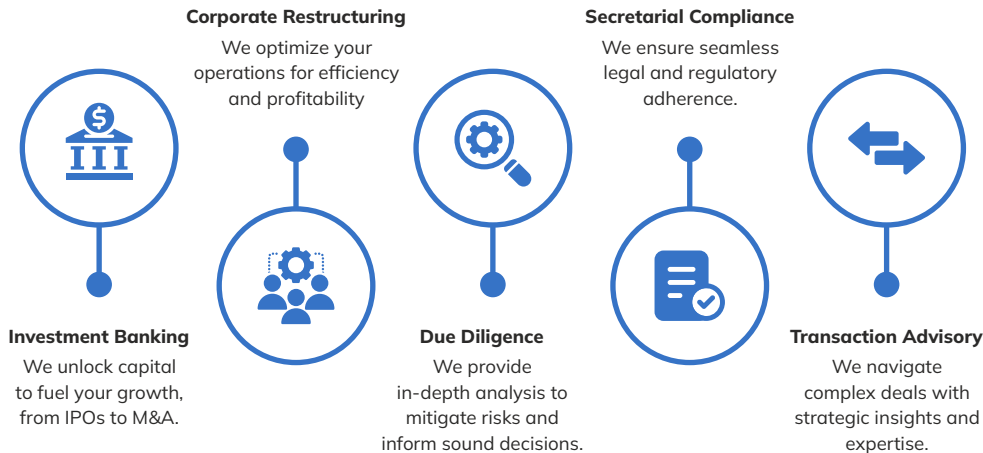 Corporate Restructuring
We optimize your
operations for efficiency
and profitability
Secretarial Compliance
We ensure seamless
legal and regulatory
adherence.
$
Investment Banking
We unlock capital
to fuel your growth,
from IPOs to M&A.
Due Diligence
We provide
in-depth analysis to
mitigate risks and
inform sound decisions.
Transaction Advisory
We navigate
complex deals with
strategic insights and
expertise.